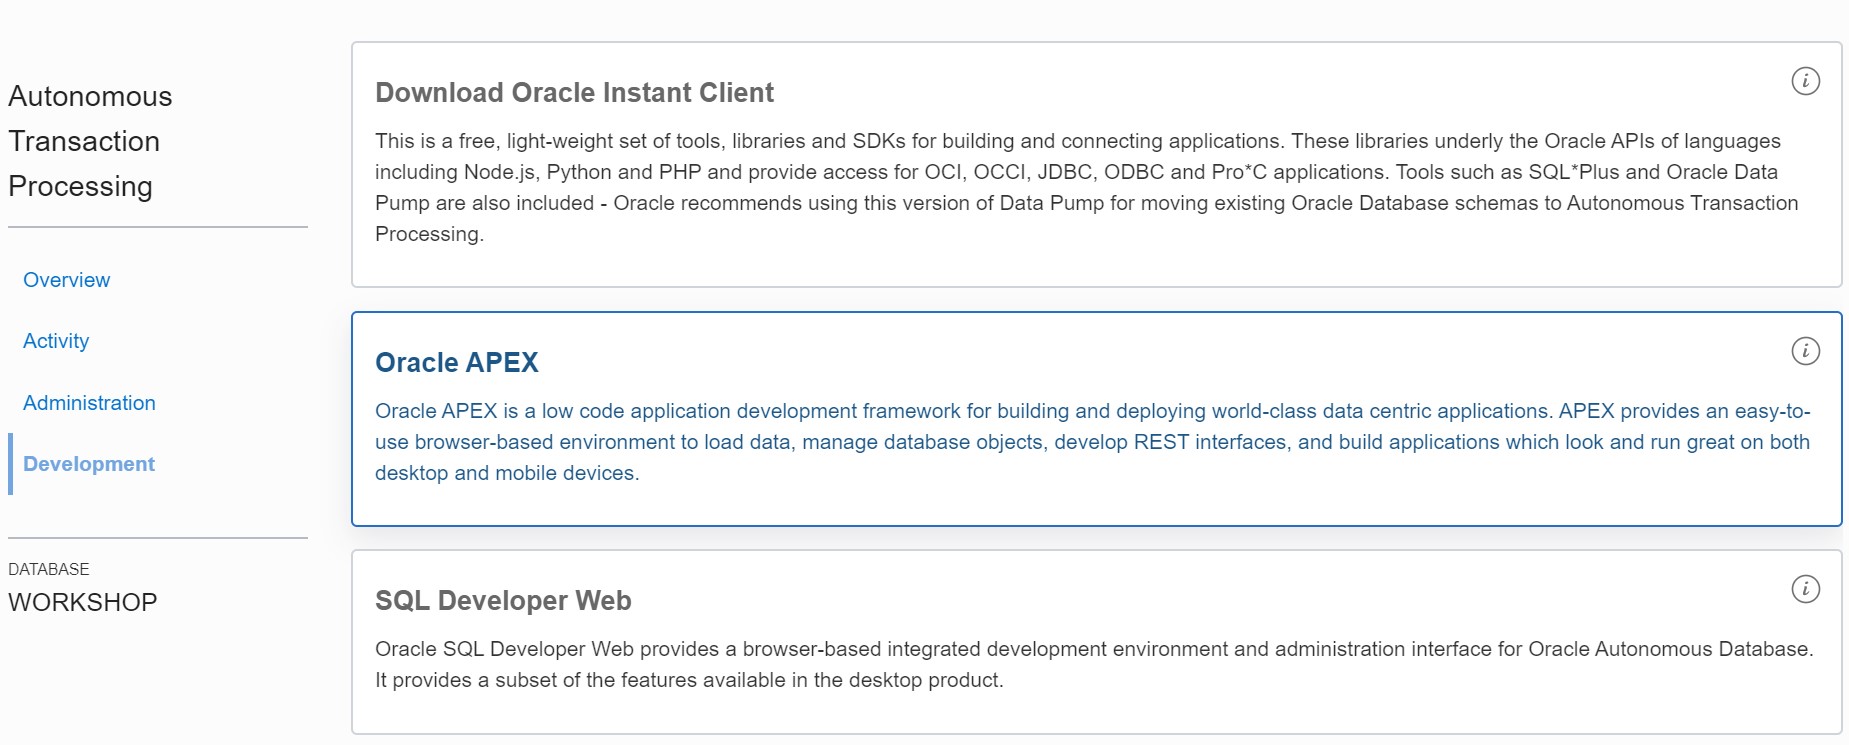 Autonomous
Transaction
Processing
Overview
Activity
Administration
Development
DATABASE
WORKSHOP
Download Oracle Instant Client
This is a free, light-weight set of tools, libraries and SDKs for building and connecting applications. These libraries underly the Oracle APIs of languages
including Node.js, Python and PHP and provide access for OCI, OCCI, JDBC, ODBC and Pro*C applications. Tools such as SQL*Plus and Oracle Data
Pump are also included - Oracle recommends using this version of Data Pump for moving existing Oracle Database schemas to Autonomous Transaction
Processing.
Oracle APEX
Oracle APEX is a low code application development framework for building and deploying world-class data centric applications. APEX provides an easy-to-
use browser-based environment to load data, manage database objects, develop REST interfaces, and build applications which look and run great on both
desktop and mobile devices.
SQL Developer Web
Oracle SQL Developer Web provides a browser-based integrated development environment and administration interface for Oracle Autonomous Database.
It provides a subset of the features available in the desktop product.